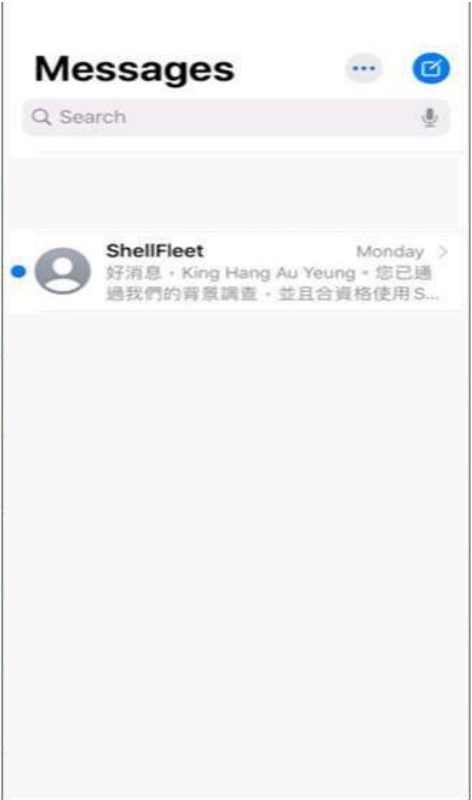 Messages
Search
ShellFleet
Monday
好消息，King Hang Au Yeung。您已通
過我們的背景調查，並且合資格使用 S...